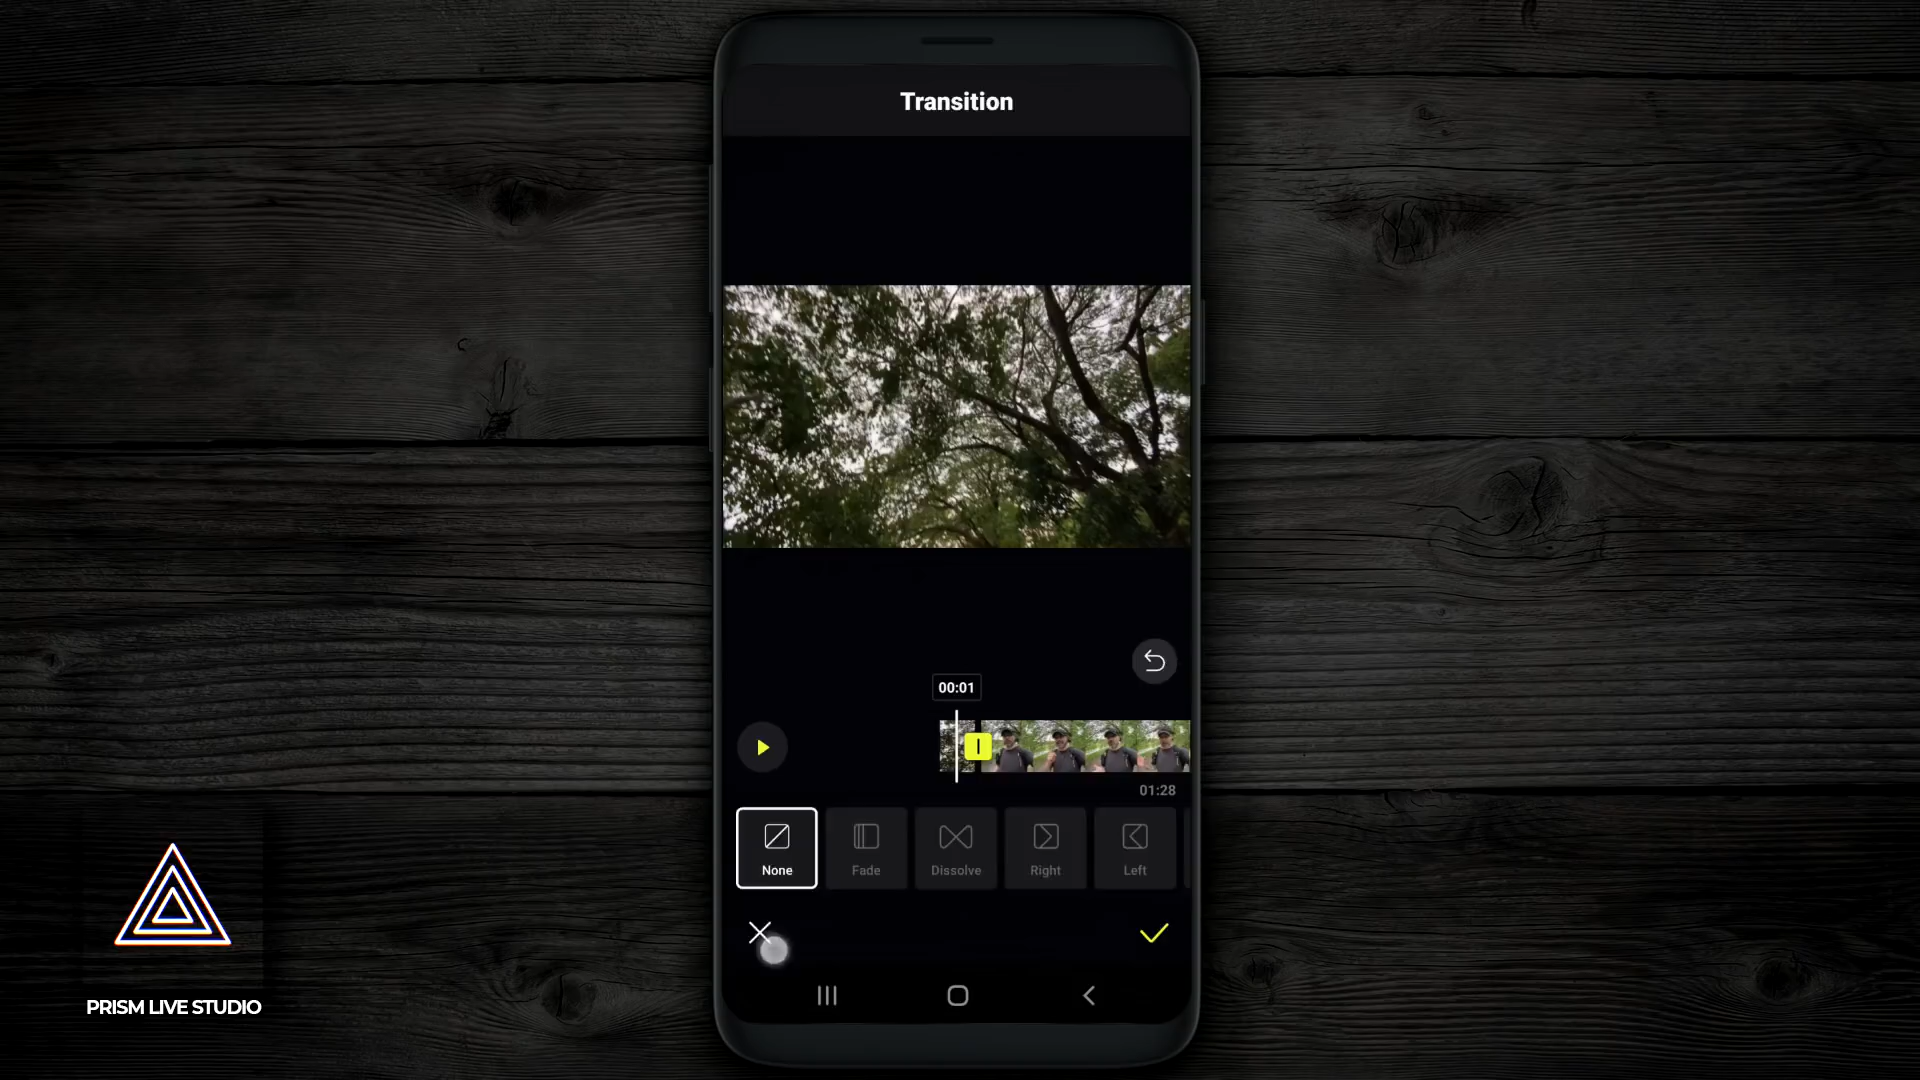 Transition
00:01
01:28
None
Fade
Dissolve
Right
Left
PRISM LIVE STUDIO